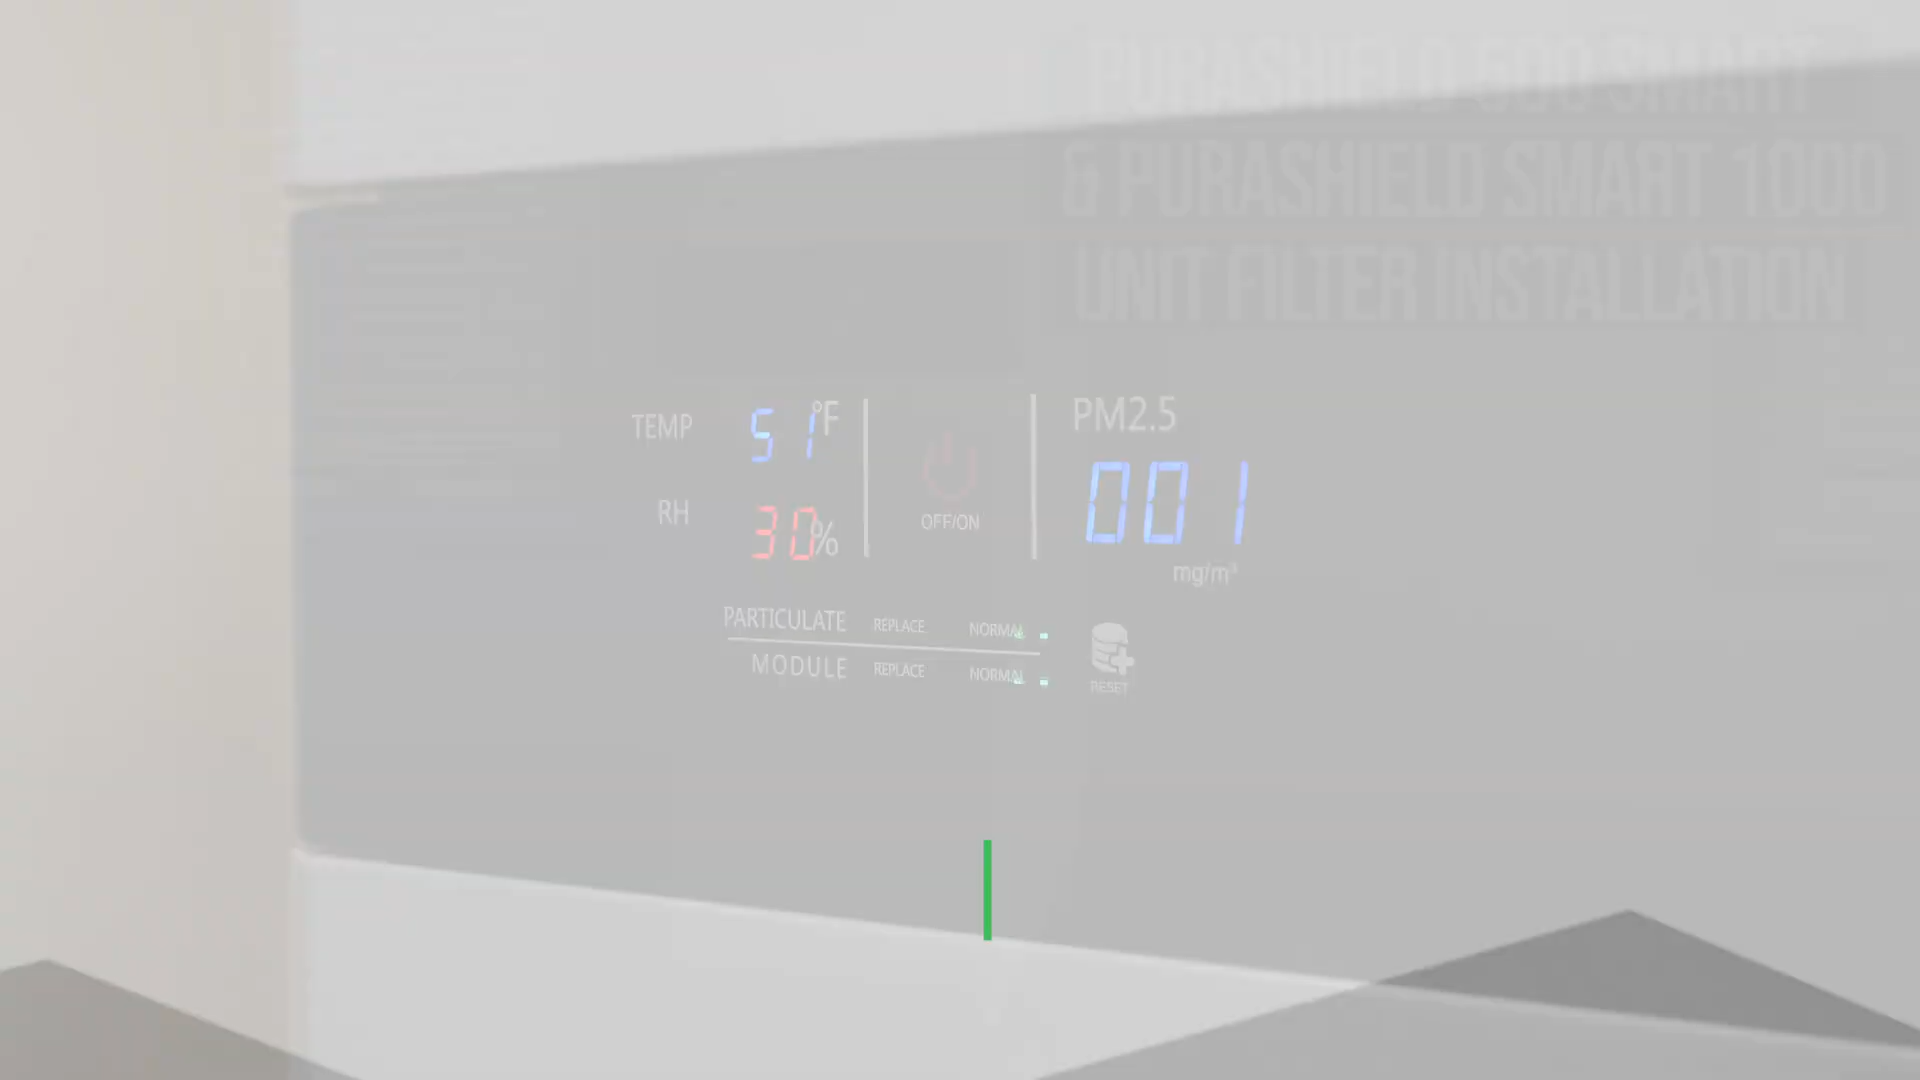 PURASHIELD 500 SMART
& PURASHIELD SMART 1000
UNIT FILTER INSTALLATION
TEMP 51°F
RH 30%
OFF/ON
PM2.5
001
mg/m³
PARTICULATE REPLACE NORMAL
MODULE REPLACE NORMAL
RESET